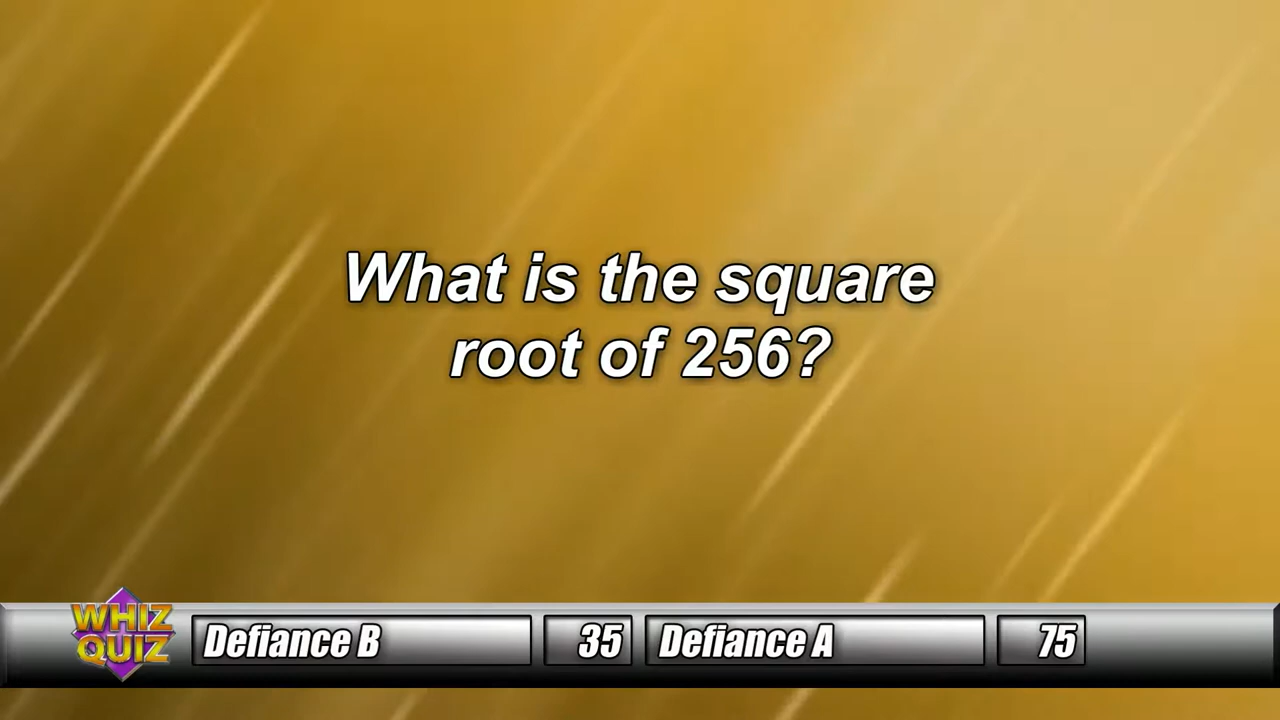 What is the square
root of 256?
WHIZ
QUIZ
Defiance B 35 Defiance A 75